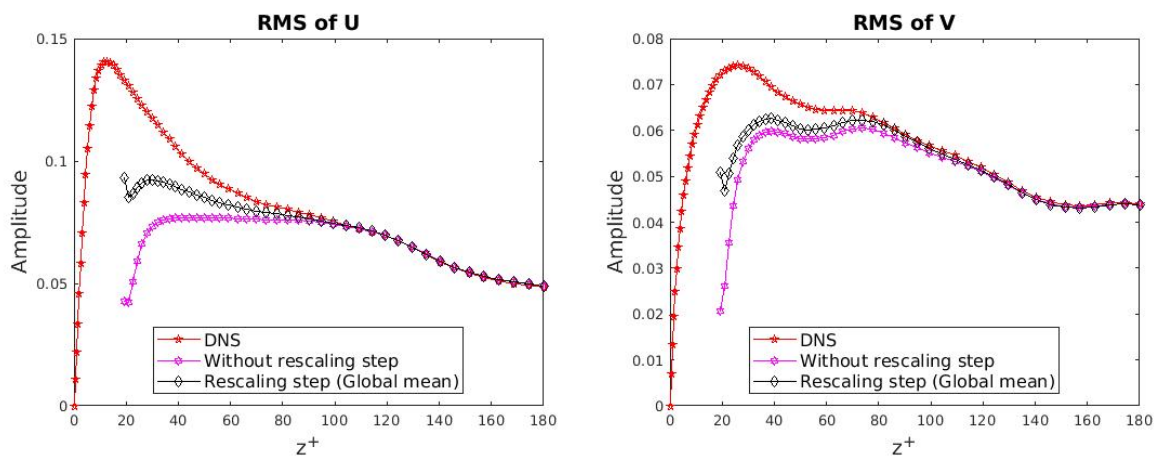 RMS of U
0.15
0.1
0.05
0
Amplitude
0 20 40 60 80 100 120 140 160 180
z+
DNS
Without rescaling step
Rescaling step (Global mean)
RMS of V
0.08
0.07
0.06
0.05
0.04
0.03
0.02
0.01
0
Amplitude
0 20 40 60 80 100 120 140 160 180
z+
DNS
Without rescaling step
Rescaling step (Global mean)